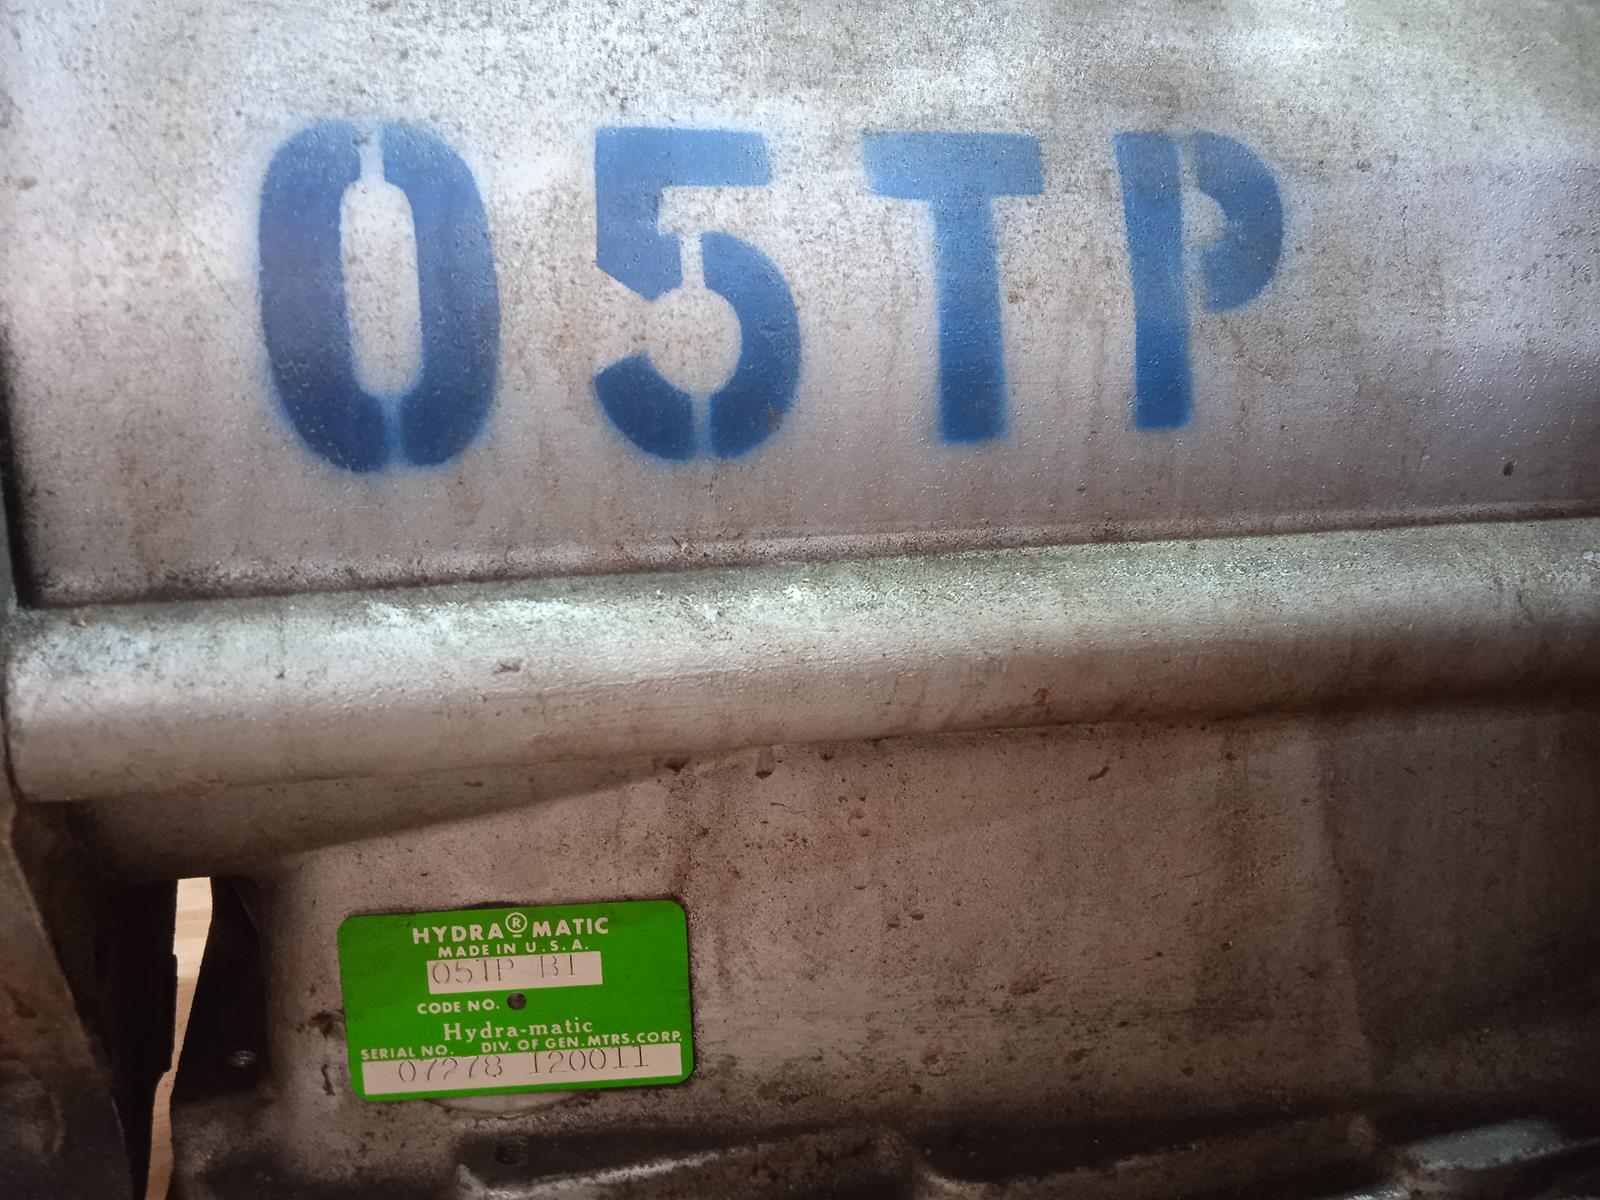 05TP
HYDRA®MATIC
MADE IN U.S.A.
05TP BT
CODE NO.
Hydra-matic
SERIAL NO. DIV. OF GEN.MTRS.CORP.
07278 120011